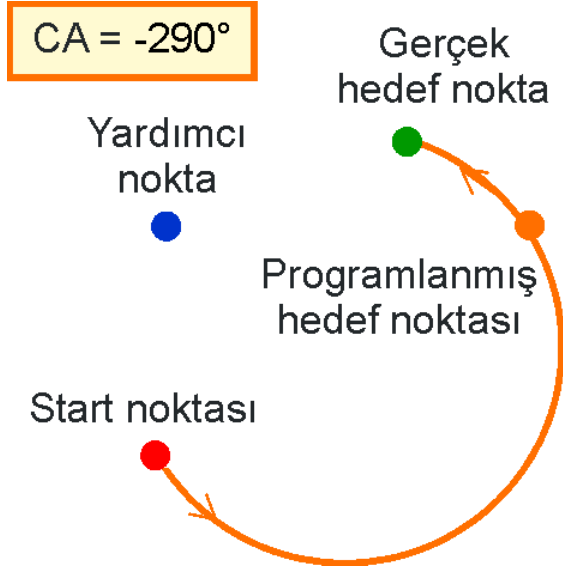 CA = -290°
Gerçek
hedef nokta
Yardımcı
nokta
Programlanmış
hedef noktası
Start noktası